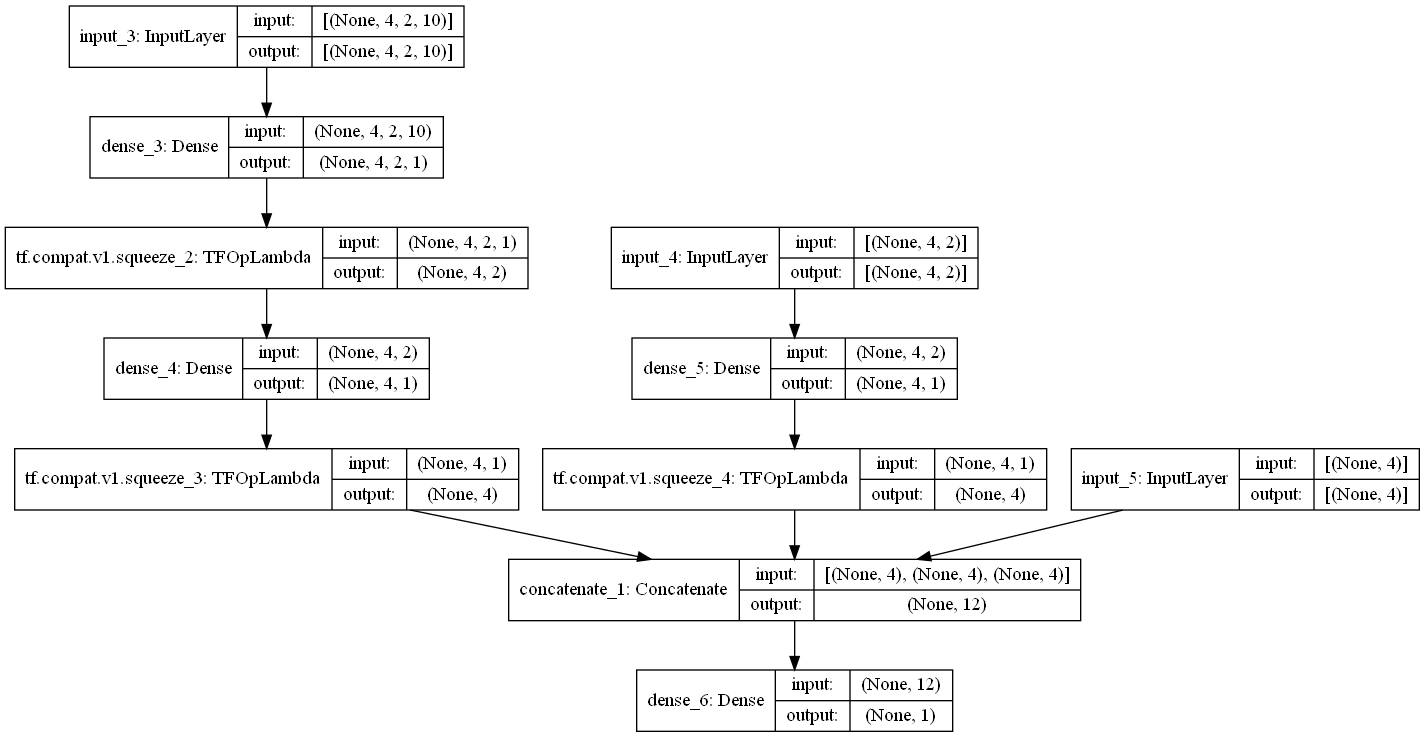 input_3: InputLayer
input: [(None, 4, 2, 10)]
output: [(None, 4, 2, 10)]
dense_3: Dense
input: (None, 4, 2, 10)
output: (None, 4, 2, 1)
tf.compat.v1.squeeze_2: TFOpLambda
input: (None, 4, 2, 1)
output: (None, 4, 2)
input_4: InputLayer
input: [(None, 4, 2)]
output: [(None, 4, 2)]
dense_4: Dense
input: (None, 4, 2)
output: (None, 4, 1)
dense_5: Dense
input: (None, 4, 2)
output: (None, 4, 1)
tf.compat.v1.squeeze_3: TFOpLambda
input: (None, 4, 1)
output: (None, 4)
tf.compat.v1.squeeze_4: TFOpLambda
input: (None, 4, 1)
output: (None, 4)
input_5: InputLayer
input: [(None, 4)]
output: [(None, 4)]
concatenate_1: Concatenate
input: [(None, 4), (None, 4), (None, 4)]
output: (None, 12)
dense_6: Dense
input: (None, 12)
output: (None, 1)